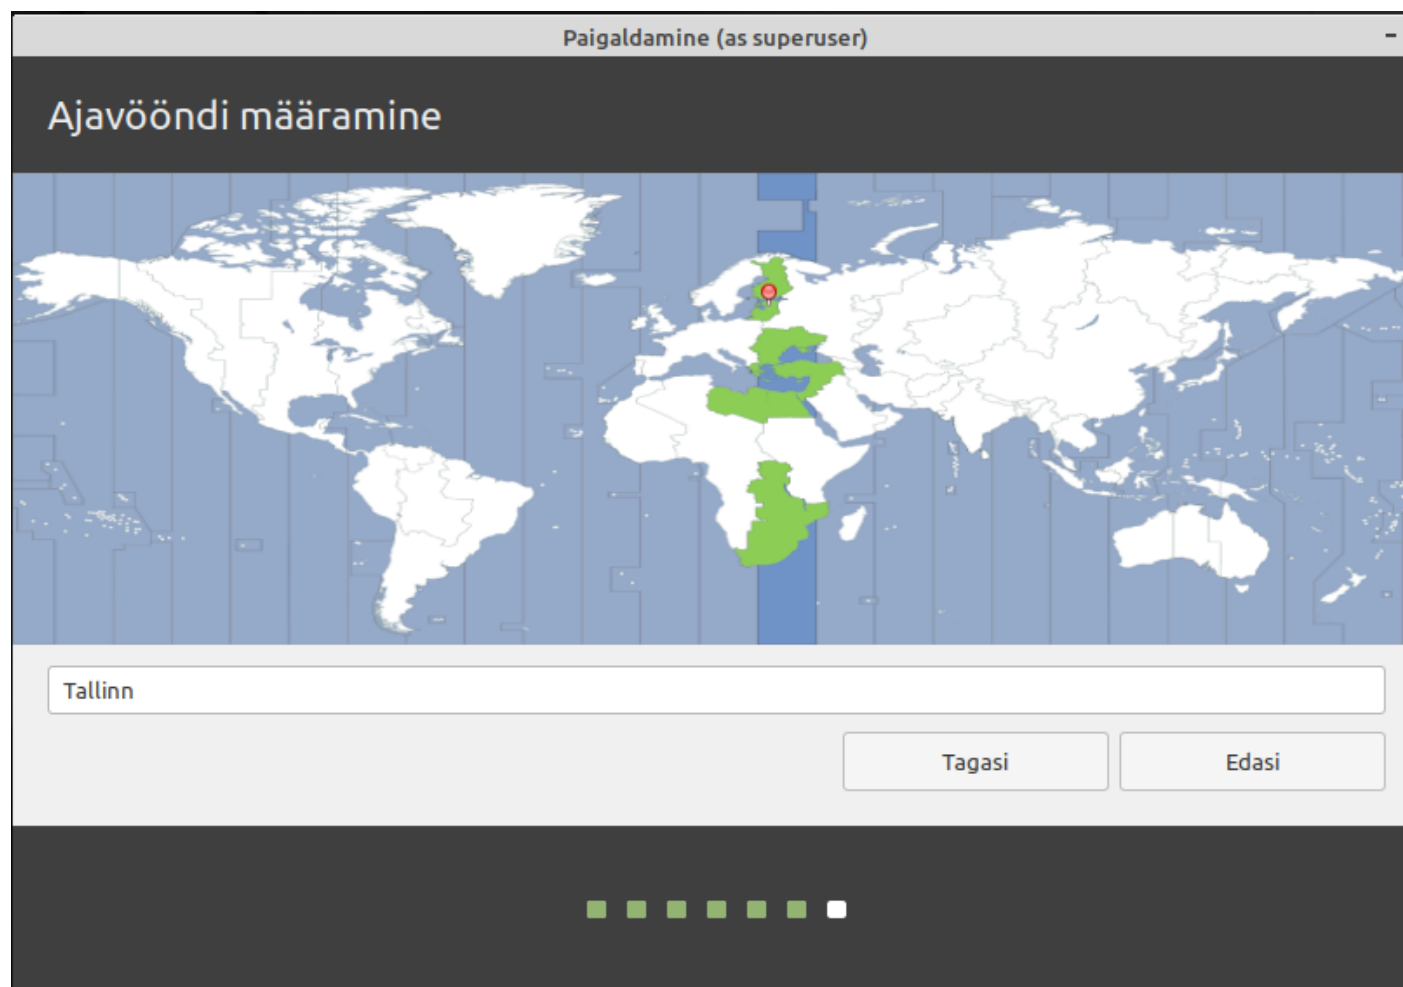 Paigaldamine (as superuser)
Ajavööndi määramine
Tallinn
Tagasi
Edasi